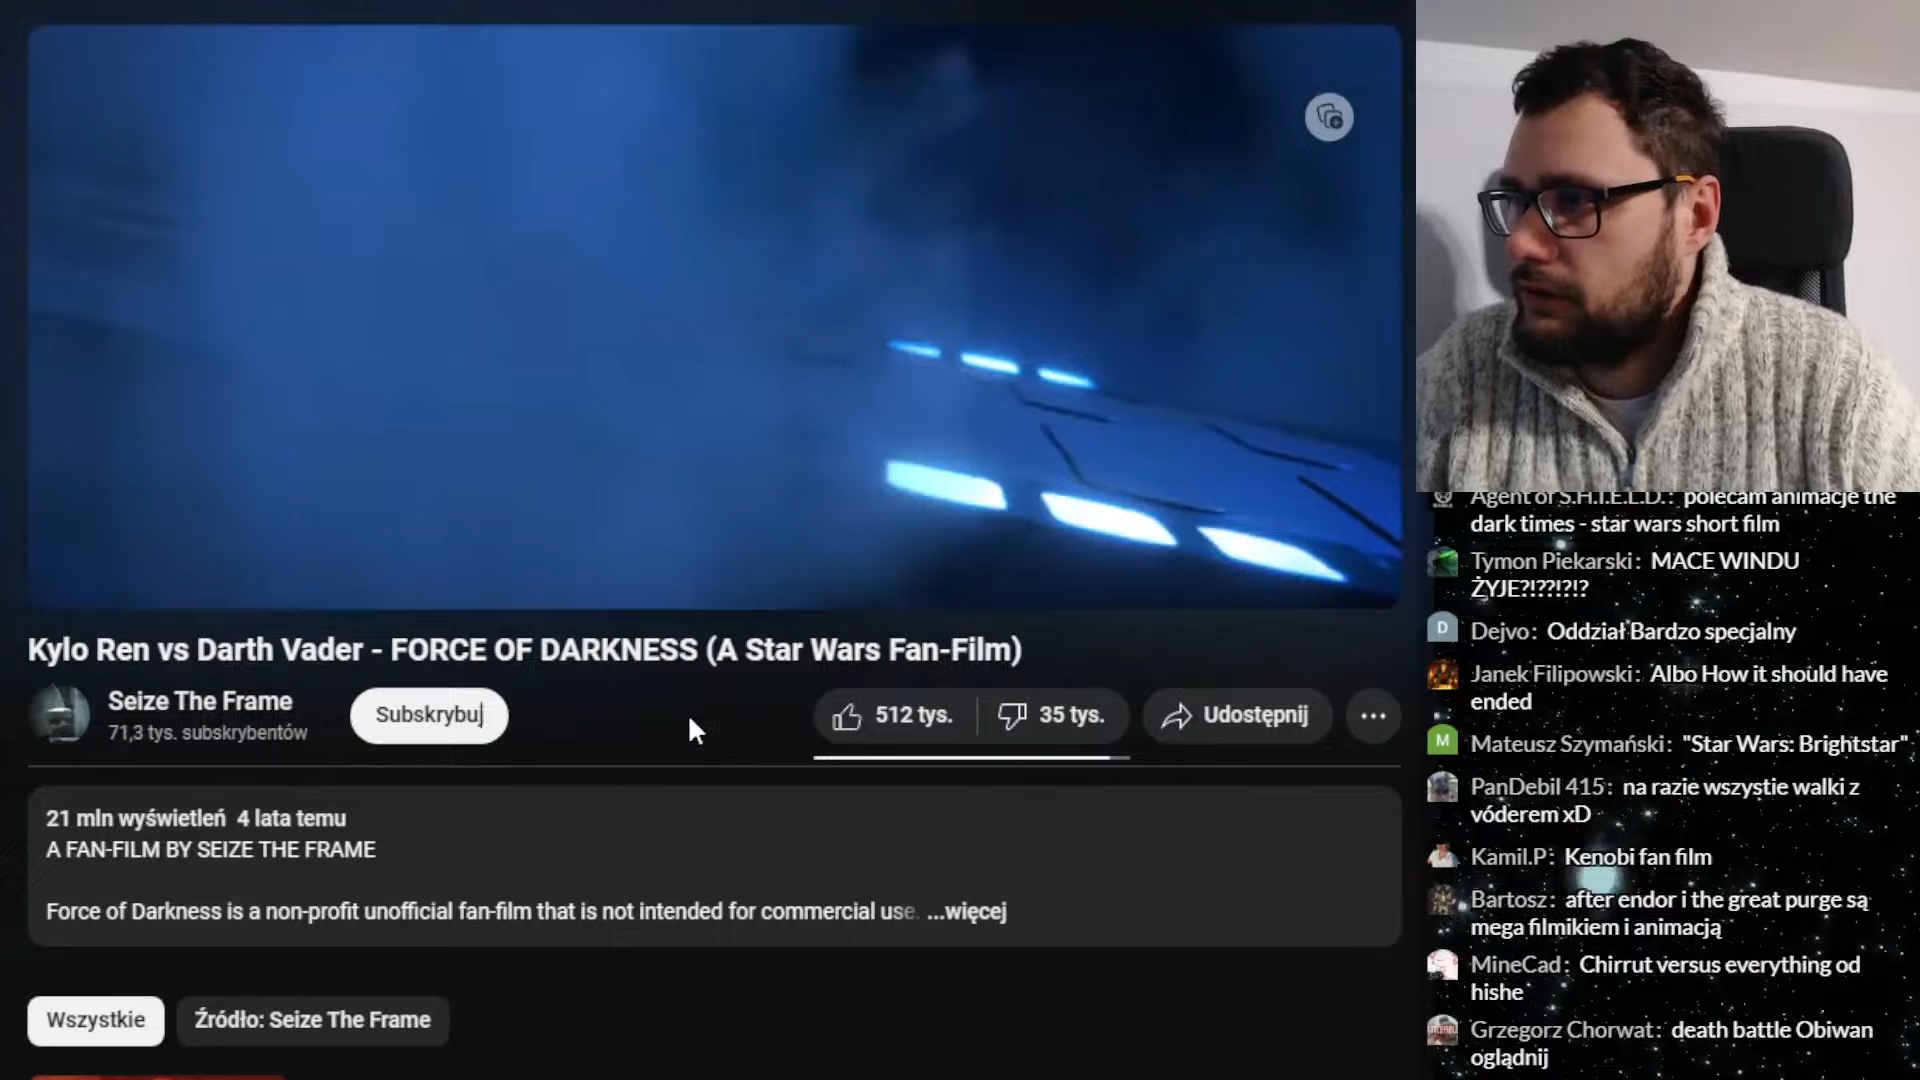 Kylo Ren vs Darth Vader - FORCE OF DARKNESS (A Star Wars Fan-Film)
Seize The Frame
71,3 tys. subskrybentów
Subskrybuj
512 tys.
35 tys.
Udostępnij
21 mln wyświetleń 4 lata temu
A FAN-FILM BY SEIZE THE FRAME
Force of Darkness is a non-profit unofficial fan-film that is not intended for commercial use. ...więcej
Wszystkie
Źródło: Seize The Frame
Agent of S.H.I.E.L.D.: polecam animacje the
dark times - star wars short film
Tymon Piekarski: MACE WINDU
ŻYJE?!??!?!?
D
Dejvo: Oddział Bardzo specjalny
Janek Filipowski: Albo How it should have
ended
M
Mateusz Szymański: "Star Wars: Brightstar"
PanDebil 415: na razie wszystie walki z
vóderem xD
Kamil.P: Kenobi fan film
Bartosz: after endor i the great purge są
mega filmikiem i animacją
MineCad: Chirrut versus everything od
hishe
Grzegorz Chorwat: death battle Obiwan
oglądnij